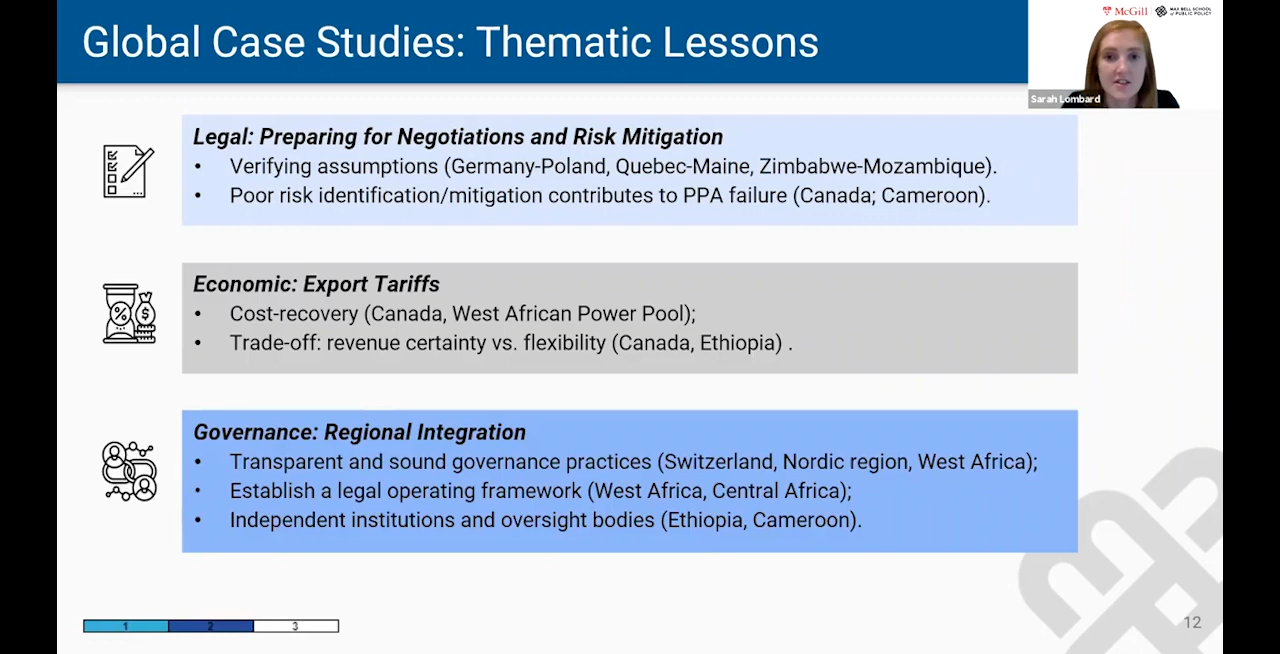 Global Case Studies: Thematic Lessons
McGill
MAX BELL SCHOOL
of PUBLIC POLICY
Sarah Lombard
Legal: Preparing for Negotiations and Risk Mitigation
• Verifying assumptions (Germany-Poland, Quebec-Maine, Zimbabwe-Mozambique).
• Poor risk identification/mitigation contributes to PPA failure (Canada; Cameroon).
Economic: Export Tariffs
• Cost-recovery (Canada, West African Power Pool);
• Trade-off: revenue certainty vs. flexibility (Canada, Ethiopia) .
Governance: Regional Integration
• Transparent and sound governance practices (Switzerland, Nordic region, West Africa);
• Establish a legal operating framework (West Africa, Central Africa);
• Independent institutions and oversight bodies (Ethiopia, Cameroon).
1 2 3
12